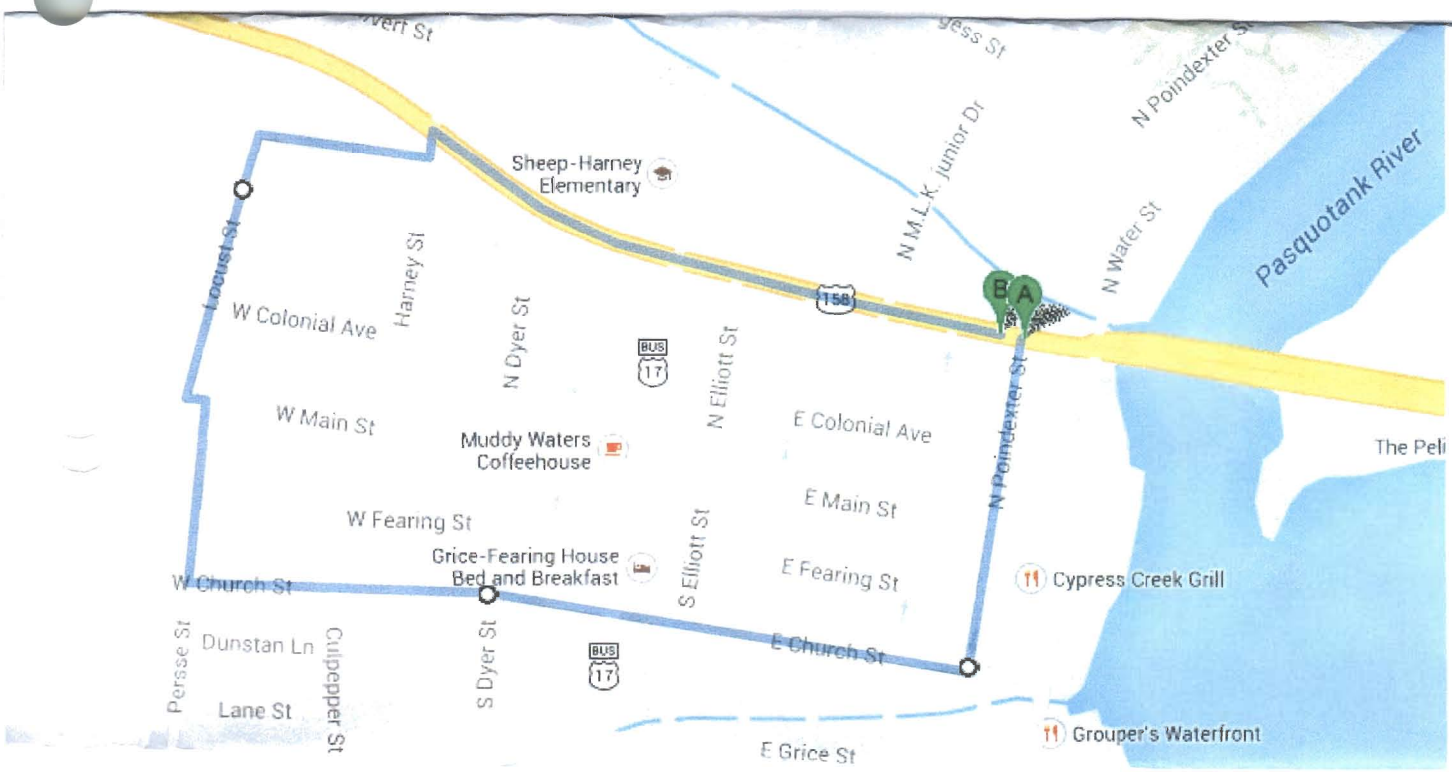 gess St
N Poindexter St
Pasquotank River
N M.L.K. junior Dr
Sheep-Harney
Elementary
N Water St
B
A
158
Locust St
Harney St
W Colonial Ave
N Dyer St
BUS
17
N Elliott St
N Poindexter St
E Colonial Ave
W Main St
Muddy Waters
Coffeehouse
The Peli
E Main St
W Fearing St
S Elliott St
Grice-Fearing House
Bed and Breakfast
E Fearing St
Cypress Creek Grill
W Church St
E Church St
Persse St
Dunstan Ln
Culpepper St
S Dyer St
BUS
17
Lane St
Grouper's Waterfront
E Grice St